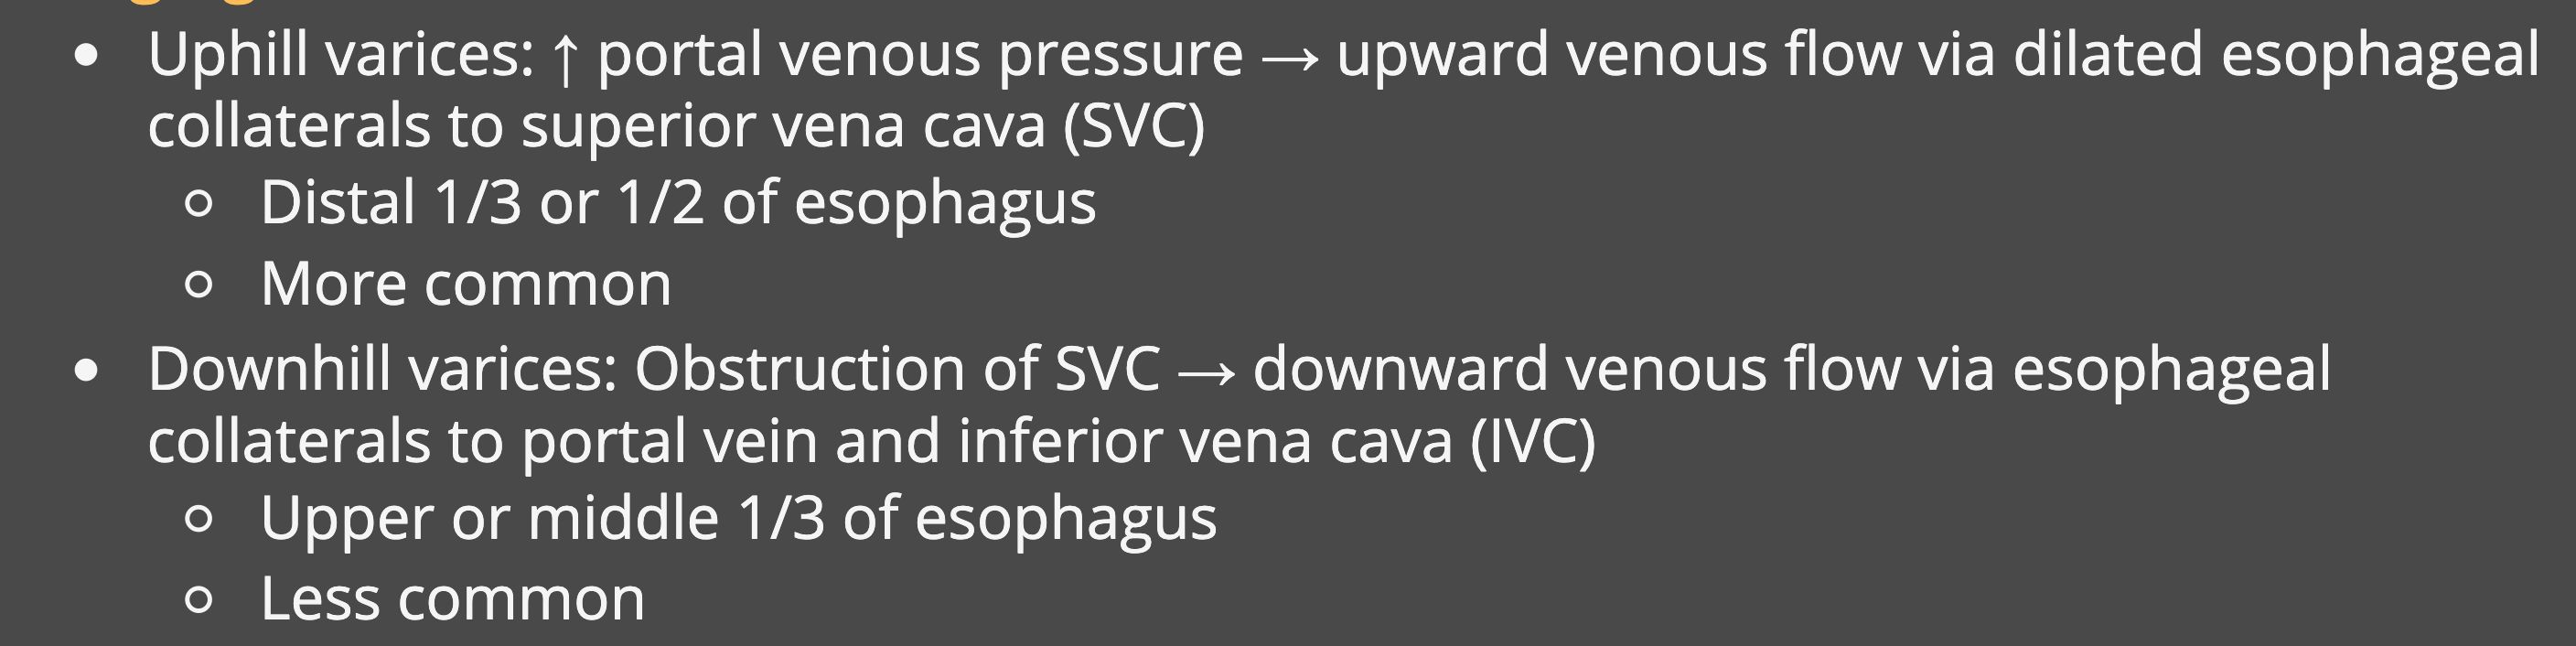 • Uphill varices: ↑ portal venous pressure → upward venous flow via dilated esophageal
collaterals to superior vena cava (SVC)
○ Distal 1/3 or 1/2 of esophagus
○ More common
• Downhill varices: Obstruction of SVC → downward venous flow via esophageal
collaterals to portal vein and inferior vena cava (IVC)
○ Upper or middle 1/3 of esophagus
○ Less common